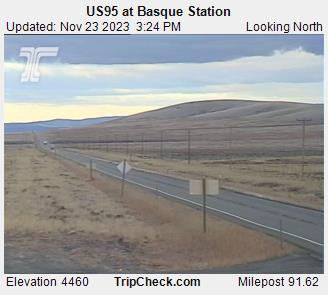 US95 at Basque Station
Updated: Nov 23 2023 3:24 PM Looking North
Elevation 4460 TripCheck.com Milepost 91.62